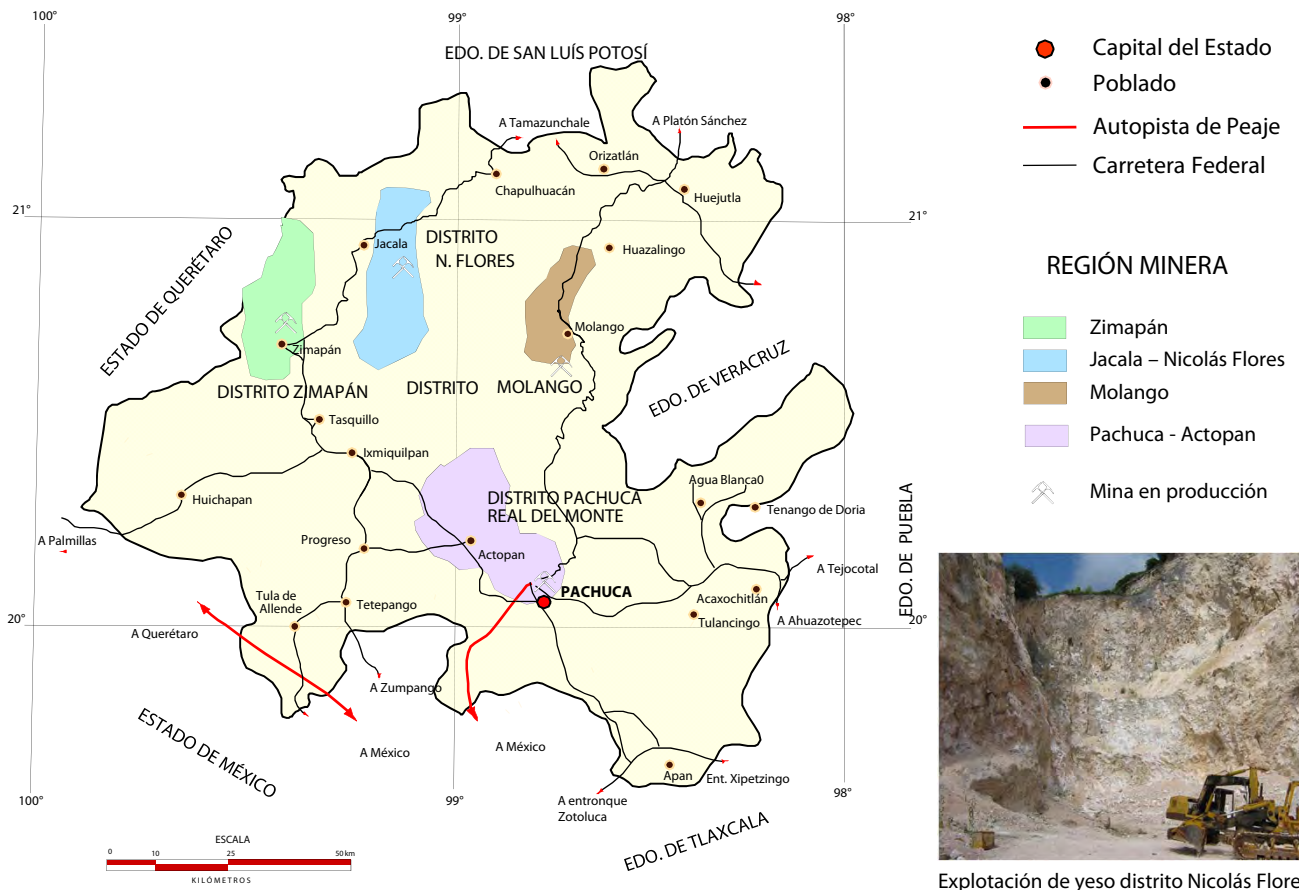 100°
99°
98°
EDO. DE SAN LUÍS POTOSÍ
A Tamazunchale
A Platón Sánchez
Orizatlán
Chapulhuacán
Huejutla
21°
21°
ESTADO DE QUERÉTARO
Jacala
DISTRITO
N. FLORES
Huazalingo
Molango
Zimapán
DISTRITO ZIMAPÁN
DISTRITO
MOLANGO
EDO. DE VERACRUZ
Tasquillo
Ixmiquilpan
Huichapan
DISTRITO PACHUCA
REAL DEL MONTE
Agua Blanca0
Tenango de Doria
EDO. DE PUEBLA
A Palmillas
Progreso
Actopan
A Tejocotal
PACHUCA
Acaxochitlán
Tula de
Allende
Tetepango
Tulancingo
A Ahuazotepec
20°
20°
A Querétaro
A Zumpango
ESTADO DE MÉXICO
A México
A México
Apan
Ent. Xipetzingo
A entronque
Zotoluca
100°
99°
98°
EDO. DE TLAXCALA
ESCALA
0 10 25 50 km
KILÓMETROS
Capital del Estado
Poblado
Autopista de Peaje
Carretera Federal
REGIÓN MINERA
Zimapán
Jacala – Nicolás Flores
Molango
Pachuca - Actopan
Mina en producción
Explotación de yeso distrito Nicolás Flore